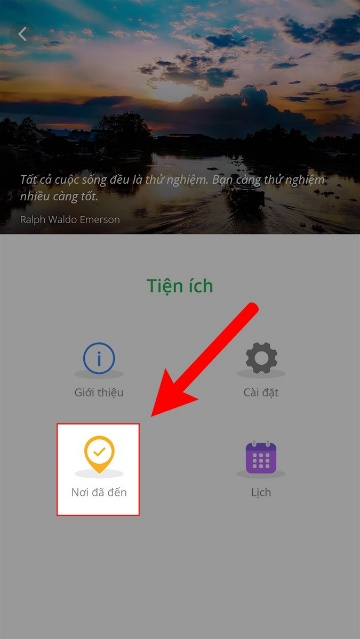 Tất cả cuộc sống đều là thử nghiệm. Bạn càng thử nghiệm
nhiều càng tốt.
Ralph Waldo Emerson
Tiện ích
Giới thiệu
Cài đặt
Nơi đã đến
Lịch